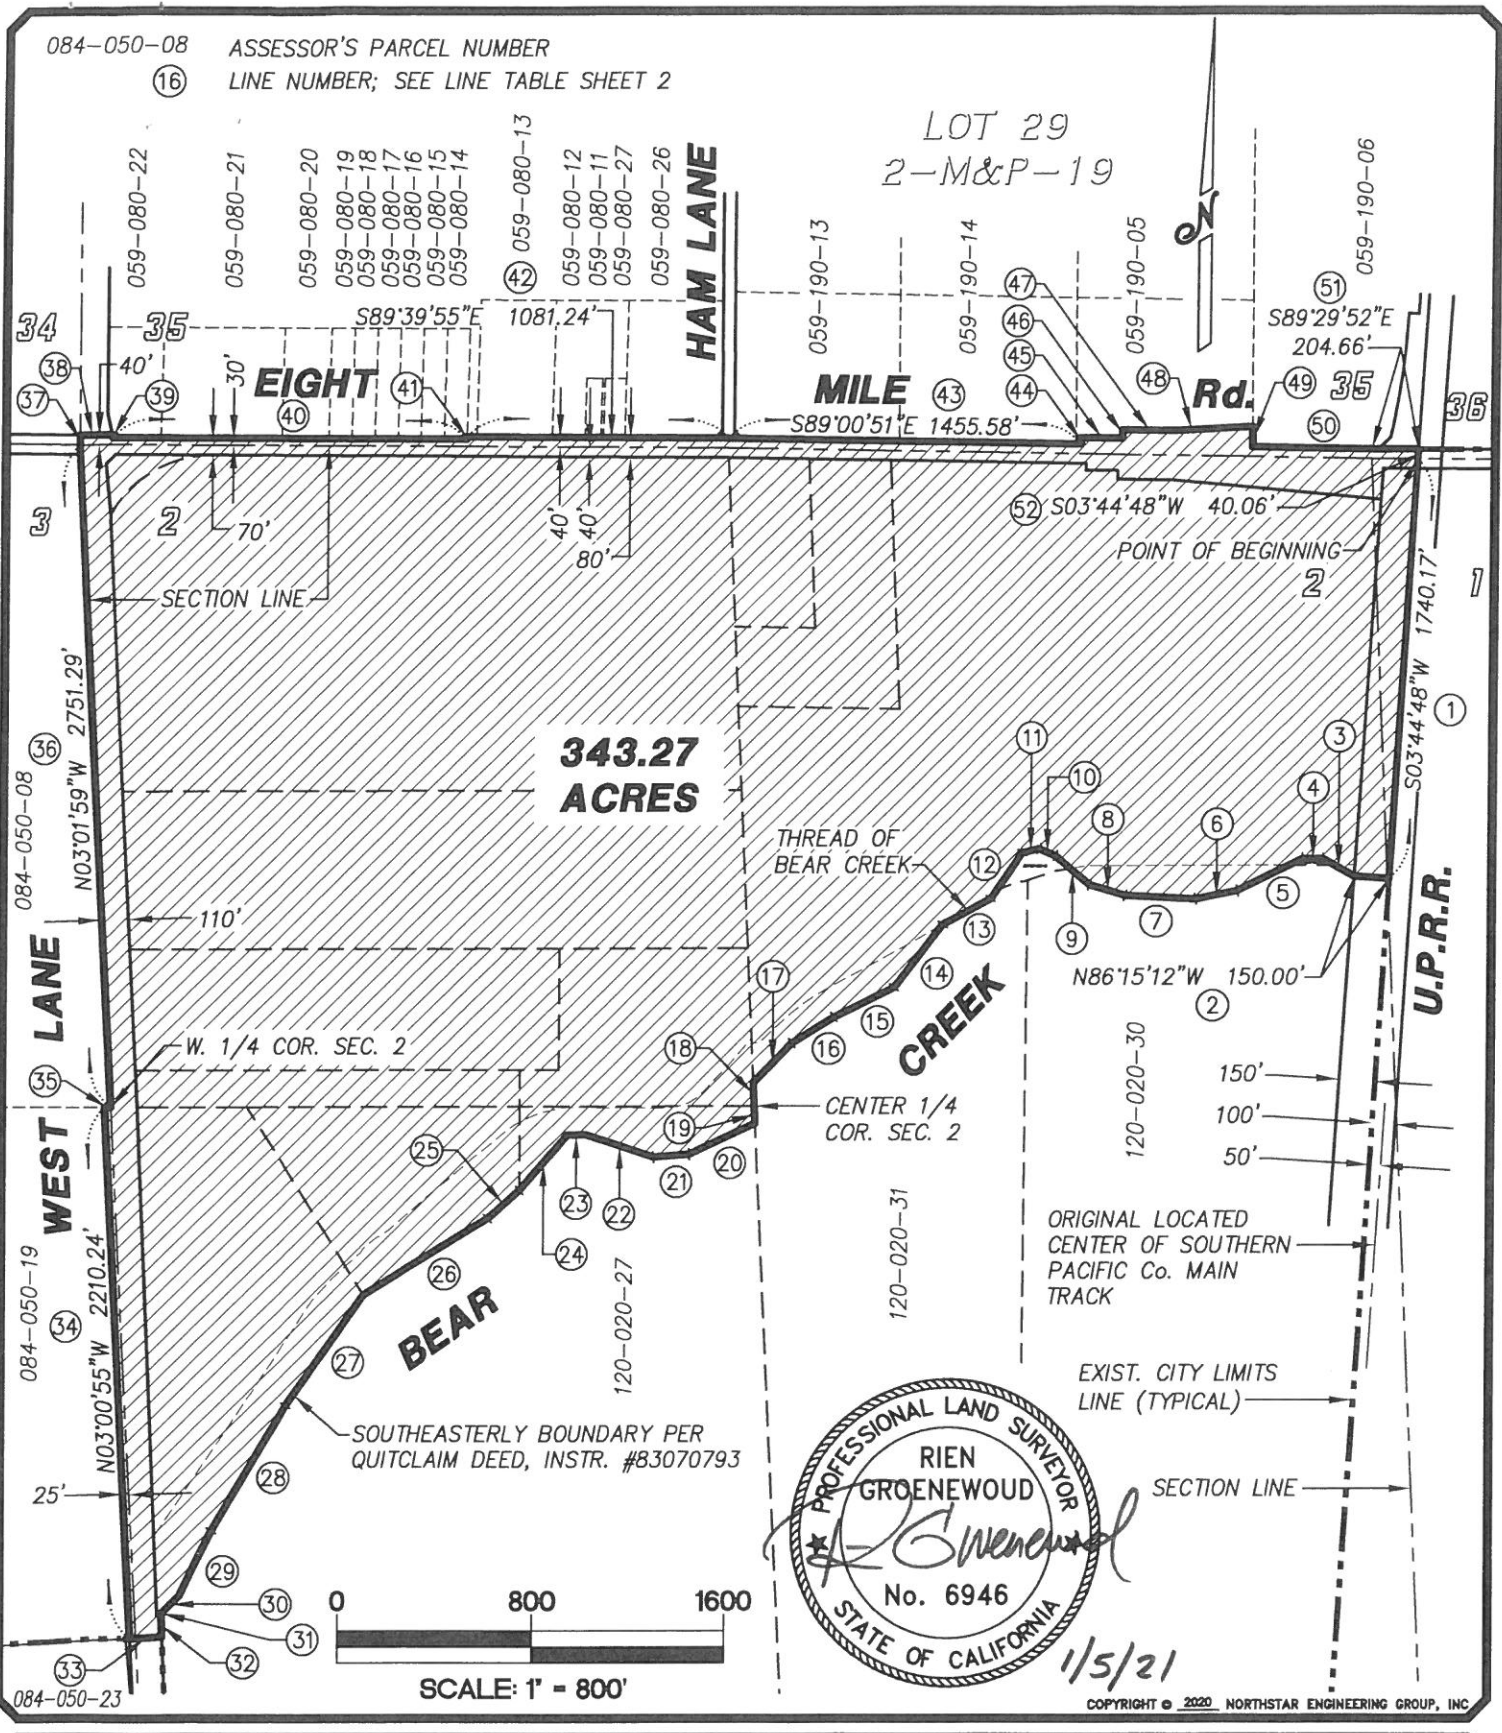 084-050-08 ASSESSOR'S PARCEL NUMBER
16 LINE NUMBER; SEE LINE TABLE SHEET 2
LOT 29
2-M&P-19
059-080-22
059-080-21
059-080-20
059-080-19
059-080-18
059-080-17
059-080-16
059-080-15
059-080-14
42 059-080-13
059-080-12
059-080-11
059-080-27
059-080-26
HAM LANE
059-190-13
059-190-14
059-190-05
059-190-06
N
34
35
S89°39'55"E 1081.24'
47
46
45
44
51
S89°29'52"E
204.66'
38
40'
37
39
30'
EIGHT
40
41
MILE
43
S89°00'51"E 1455.58'
48
Rd.
49
35
50
36
3
2
70'
40'
40'
80'
52 S03°44'48"W 40.06'
POINT OF BEGINNING
2
1
SECTION LINE
N03°01'59"W 2751.29'
36
084-050-08
S03°44'48"W 1740.17'
1
343.27
ACRES
11
10
3
4
8
6
THREAD OF
BEAR CREEK
12
5
7
13
9
110'
14
17
N86°15'12"W 150.00'
2
15
CREEK
16
U.P.R.R.
WEST LANE
W. 1/4 COR. SEC. 2
35
18
19
CENTER 1/4
COR. SEC. 2
120-020-30
150'
100'
50'
25
20
21
23
22
24
26
BEAR
120-020-27
120-020-31
ORIGINAL LOCATED
CENTER OF SOUTHERN
PACIFIC Co. MAIN
TRACK
084-050-19
34
N03°00'55"W 2210.24'
27
EXIST. CITY LIMITS
LINE (TYPICAL)
SOUTHEASTERLY BOUNDARY PER
QUITCLAIM DEED, INSTR. #83070793
28
25'
SECTION LINE
PROFESSIONAL LAND SURVEYOR
RIEN
GROENEWOUD
R Groenewoud
No. 6946
STATE OF CALIFORNIA
1/5/21
29
30
31
32
33
084-050-23
0 800 1600
SCALE: 1" = 800'
COPYRIGHT © 2020 NORTHSTAR ENGINEERING GROUP, INC